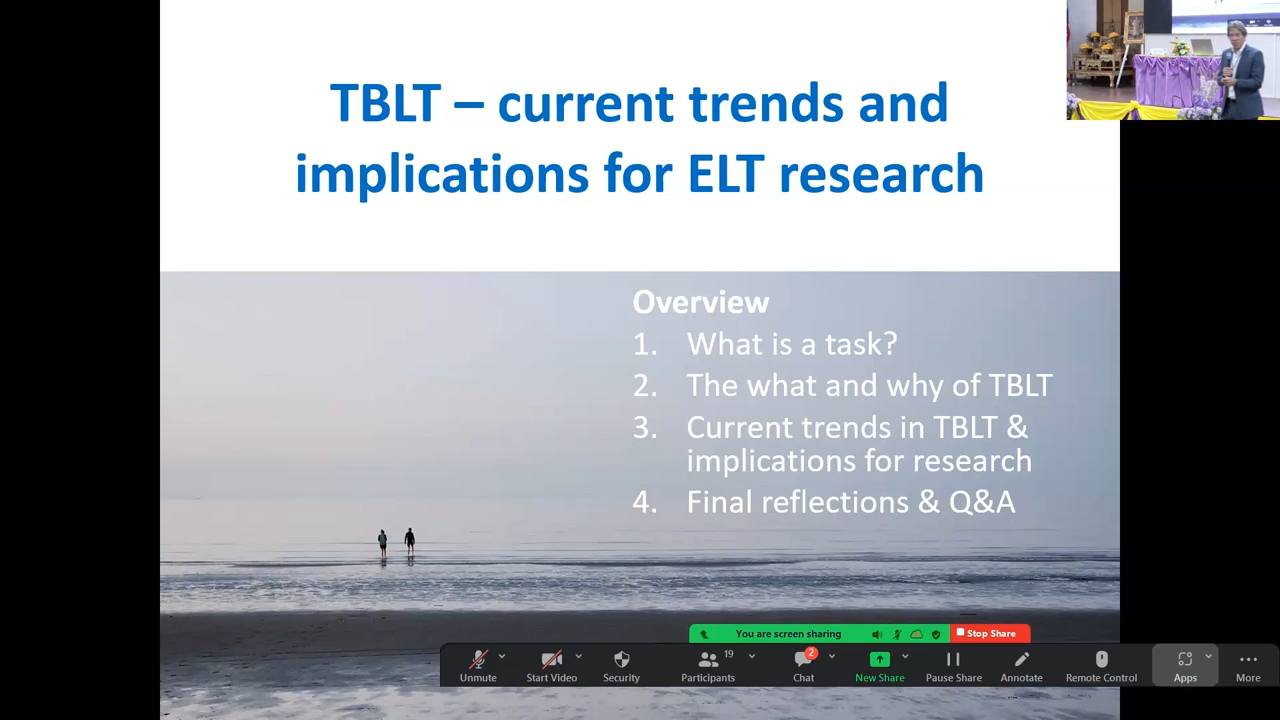 TBLT – current trends and
implications for ELT research
Overview
1. What is a task?
2. The what and why of TBLT
3. Current trends in TBLT &
implications for research
4. Final reflections & Q&A
You are screen sharing
Stop Share
Unmute
Start Video
Security
Participants
19
Chat
2
New Share
Pause Share
Annotate
Remote Control
Apps
More